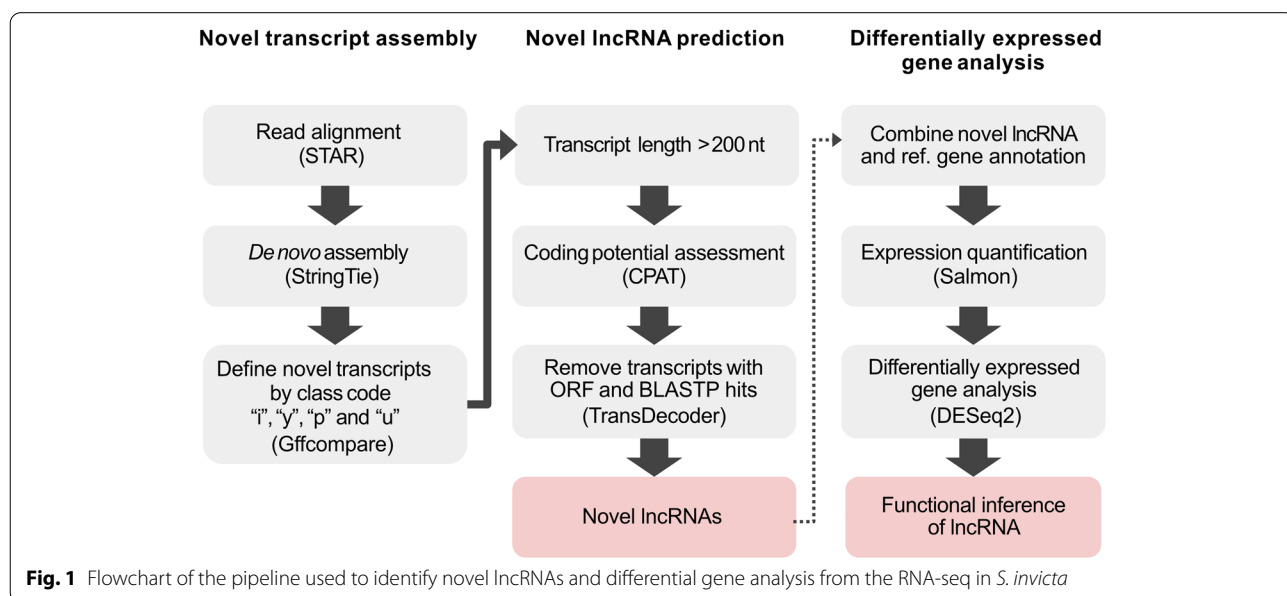 Novel transcript assembly
Read alignment
(STAR)
De novo assembly
(StringTie)
Define novel transcripts
by class code
“i”, “y”, “p” and “u”
(Gffcompare)
Novel lncRNA prediction
Transcript length > 200 nt
Coding potential assessment
(CPAT)
Remove transcripts with
ORF and BLASTP hits
(TransDecoder)
Novel lncRNAs
Differentially expressed
gene analysis
Combine novel lncRNA
and ref. gene annotation
Expression quantification
(Salmon)
Differentially expressed
gene analysis
(DESeq2)
Functional inference
of lncRNA
Fig. 1 Flowchart of the pipeline used to identify novel lncRNAs and differential gene analysis from the RNA-seq in S. invicta